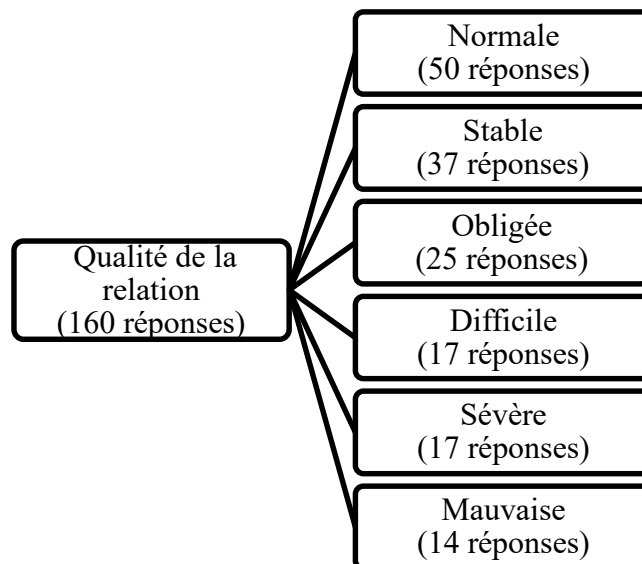 Qualité de la
relation
(160 réponses)
Normale
(50 réponses)
Stable
(37 réponses)
Obligée
(25 réponses)
Difficile
(17 réponses)
Sévère
(17 réponses)
Mauvaise
(14 réponses)